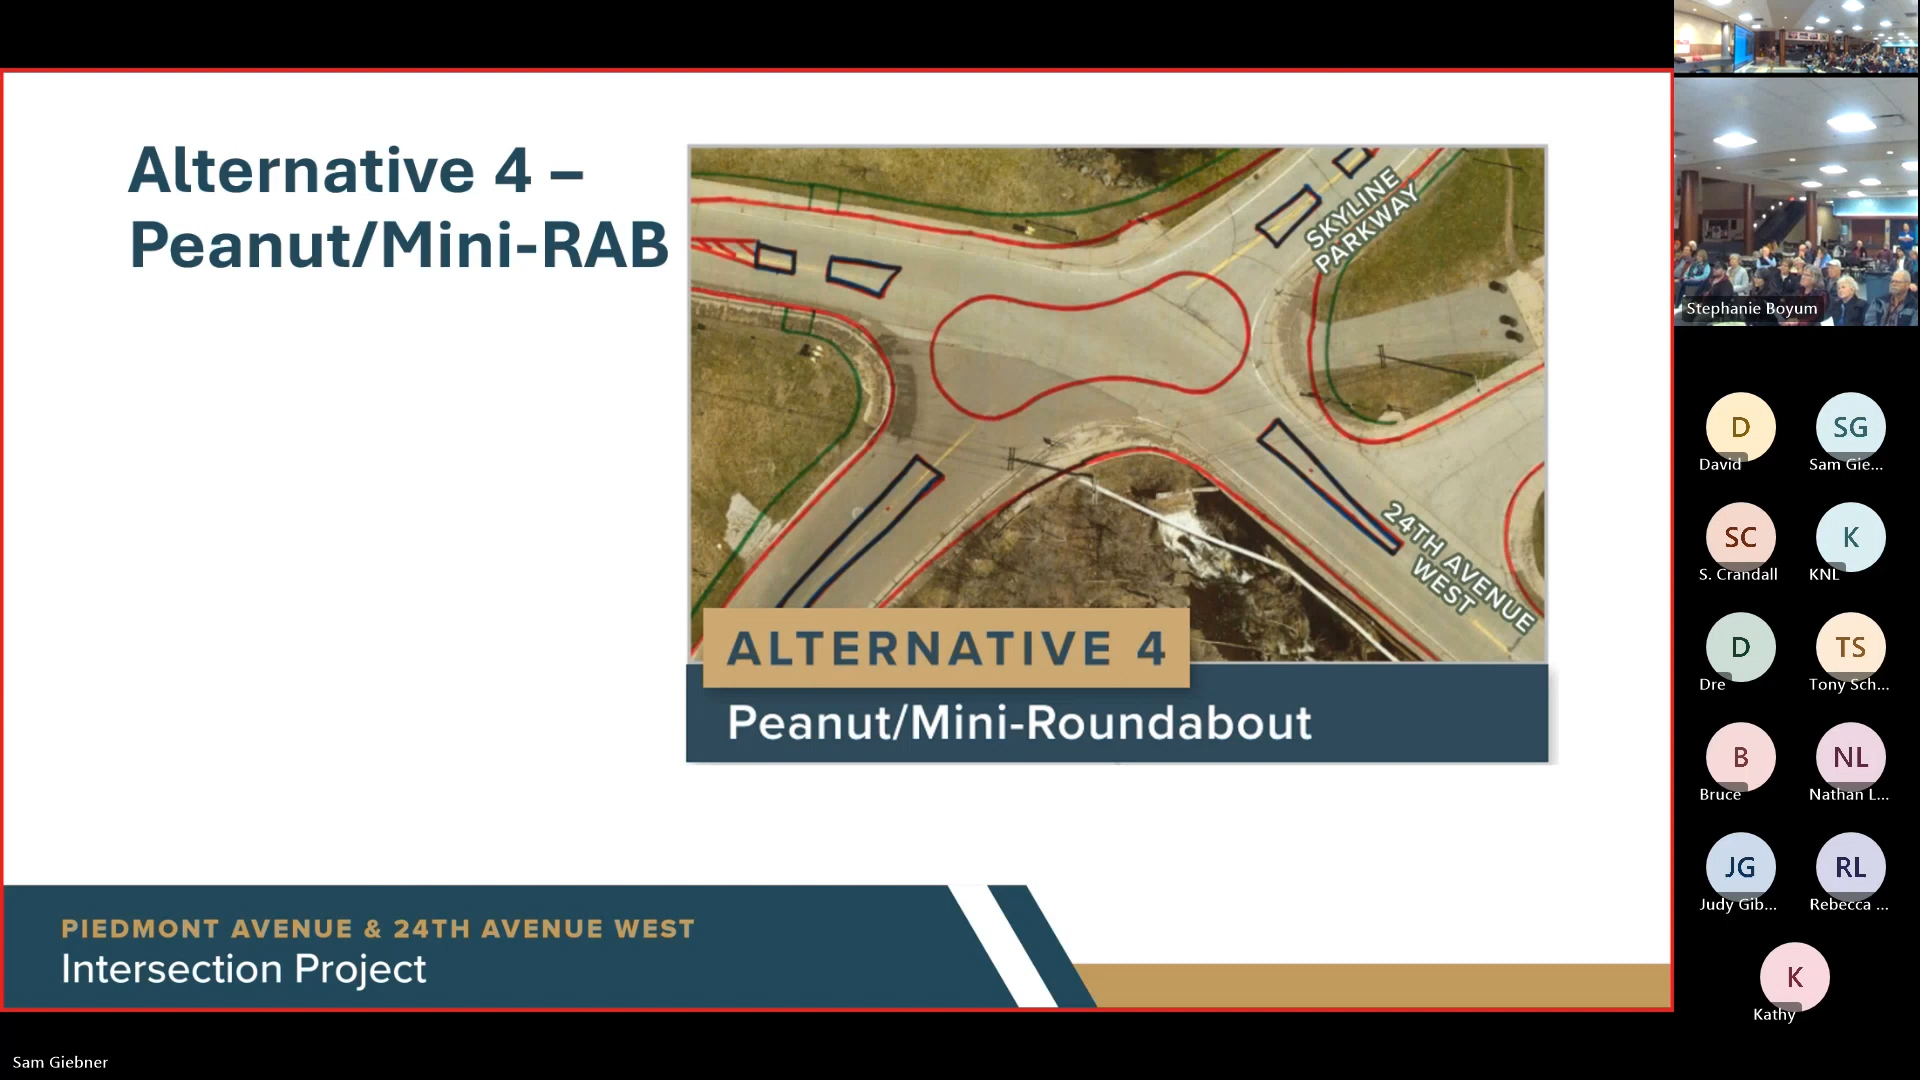 Alternative 4 –
Peanut/Mini-RAB
SKYLINE
PARKWAY
24TH AVENUE
WEST
ALTERNATIVE 4
Peanut/Mini-Roundabout
PIEDMONT AVENUE & 24TH AVENUE WEST
Intersection Project
Sam Giebner
Stephanie Boyum
D
David
SG
Sam Gie...
SC
S. Crandall
K
KNL
D
Dre
TS
Tony Sch...
B
Bruce
NL
Nathan L...
JG
Judy Gib...
RL
Rebecca ...
K
Kathy